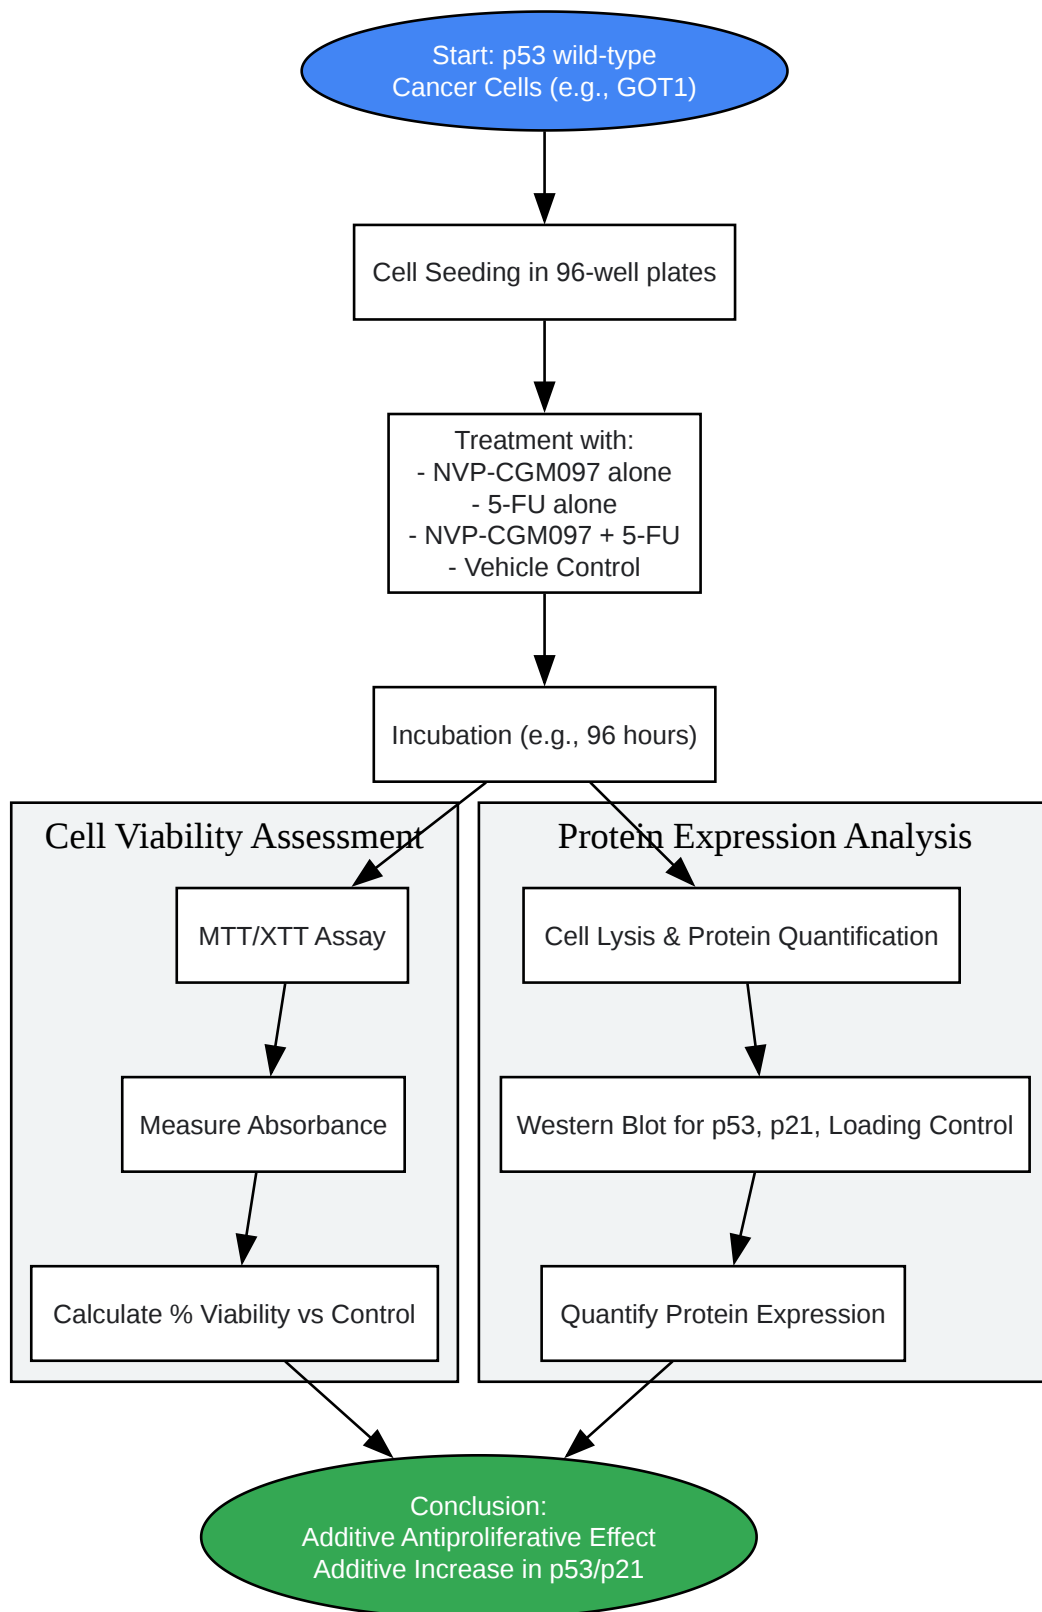 Start: p53 wild-type
Cancer Cells (e.g., GOT1)
Cell Seeding in 96-well plates
Treatment with:
- NVP-CGM097 alone
- 5-FU alone
- NVP-CGM097 + 5-FU
- Vehicle Control
Incubation (e.g., 96 hours)
Cell Viability Assessment
MTT/XTT Assay
Measure Absorbance
Calculate % Viability vs Control
Protein Expression Analysis
Cell Lysis & Protein Quantification
Western Blot for p53, p21, Loading Control
Quantify Protein Expression
Conclusion:
Additive Antiproliferative Effect
Additive Increase in p53/p21